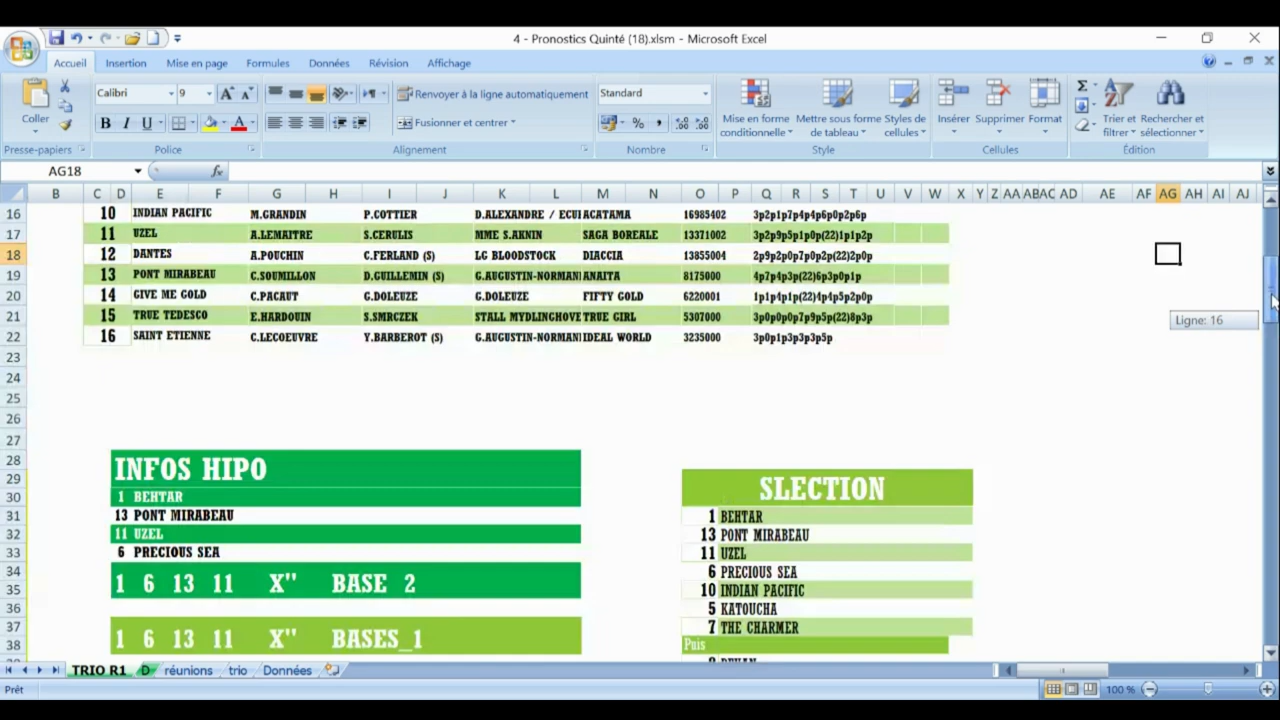 4 - Pronostics Quinté (18).xlsm - Microsoft Excel
Accueil Insertion Mise en page Formules Données Révision Affichage
Coller
Presse-papiers
Calibri 9
B I U
Police
Renvoyer à la ligne automatiquement
Fusionner et centrer
Alignement
Standard
%
Nombre
Mise en forme conditionnelle
Mettre sous forme de tableau
Styles de cellules
Style
Insérer Supprimer Format
Cellules
Trier et filtrer
Rechercher et sélectionner
Édition
AG18 fx
B C D E F G H I J K L M N O P Q R S T U V W X Y Z AA AB AC AD AE AF AG AH AI AJ
16 10 INDIAN PACIFIC M.GRANDIN P.COTTIER D.ALEXANDRE / ECUI ACATAMA 16985402 3p2p1p7p4p4p6p0p2p6p
17 11 UZEL A.LEMAITRE S.CERULIS MME S.AKNIN SAGA BOREALE 13371002 3p2p9p5p1p0p(22)1p1p2p
18 12 DANTES A.POUCHIN C.FERLAND (S) LG BLOODSTOCK DIACCIA 13855004 2p9p2p0p7p0p2p(22)2p0p
19 13 PONT MIRABEAU C.SOUMILLON D.GUILLEMIN (S) G.AUGUSTIN-NORMAN ANAITA 8175000 4p7p4p3p(22)6p3p0p1p
20 14 GIVE ME GOLD C.PACAUT G.DOLEUZE G.DOLEUZE FIFTY GOLD 6220001 1p1p4p1p(22)4p4p5p2p0p
21 15 TRUE TEDESCO E.HARDOUIN S.SMRCZEK STALL MYDLINGHOVE TRUE GIRL 5307000 3p0p0p0p7p9p5p(22)8p3p
22 16 SAINT ETIENNE C.LECOEUVRE Y.BARBEROT (S) G.AUGUSTIN-NORMAN IDEAL WORLD 3235000 3p0p1p3p3p3p5p
Ligne: 16
23
24
25
26
27
28 INFOS HIPO
29 SLECTION
30 1 BEHTAR
31 13 PONT MIRABEAU 1 BEHTAR
32 11 UZEL 13 PONT MIRABEAU
33 6 PRECIOUS SEA 11 UZEL
34 6 PRECIOUS SEA
35 1 6 13 11 X" BASE 2 10 INDIAN PACIFIC
36 5 KATOUCHA
37 1 6 13 11 X" BASES_1 7 THE CHARMER
38 Puis
TRIO R1 D réunions trio Données
Prêt 100 %